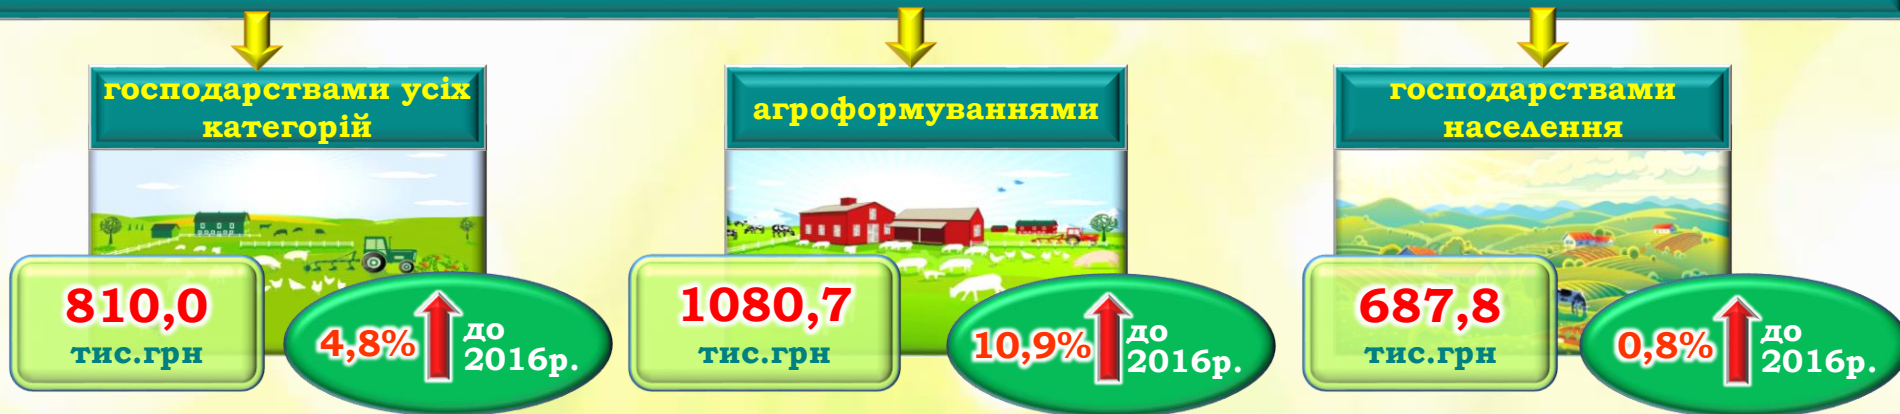 господарствами усіх
категорій
810,0
тис.грн
4,8%
до
2016р.
агроформуваннями
1080,7
тис.грн
10,9%
до
2016р.
господарствами
населення
687,8
тис.грн
0,8%
до
2016р.